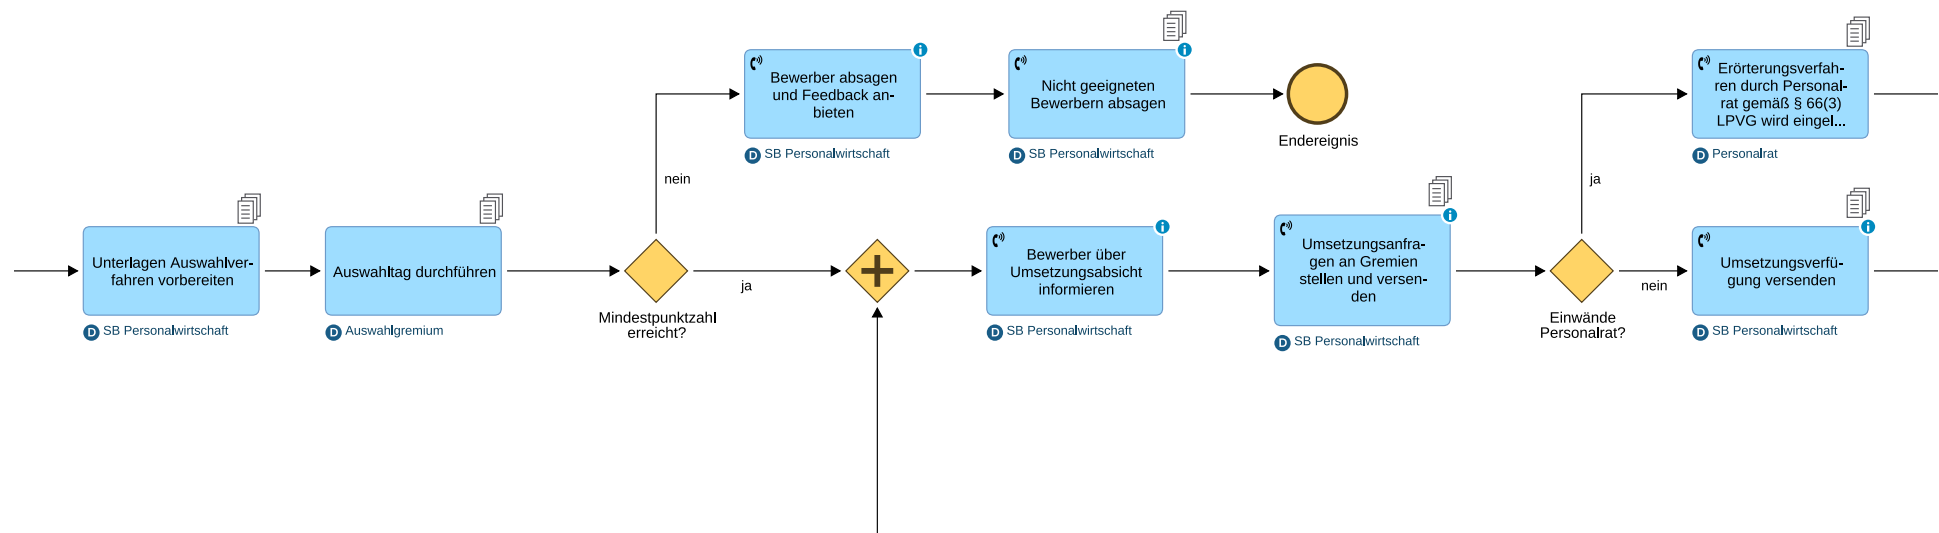 Bewerber absagen
und Feedback an-
bieten
D SB Personalwirtschaft
Nicht geeigneten
Bewerbern absagen
D SB Personalwirtschaft
Endereignis
Erörterungsverfah-
ren durch Personal-
rat gemäß § 66(3)
LPVG wird eingel...
D Personalrat
nein
ja
Unterlagen Auswahlver-
fahren vorbereiten
D SB Personalwirtschaft
Auswahltag durchführen
D Auswahlgremium
Mindestpunktzahl
erreicht?
ja
Bewerber über
Umsetzungsabsicht
informieren
D SB Personalwirtschaft
Umsetzungsanfra-
gen an Gremien
stellen und versen-
den
D SB Personalwirtschaft
Einwände
Personalrat?
nein
Umsetzungsverfü-
gung versenden
D SB Personalwirtschaft